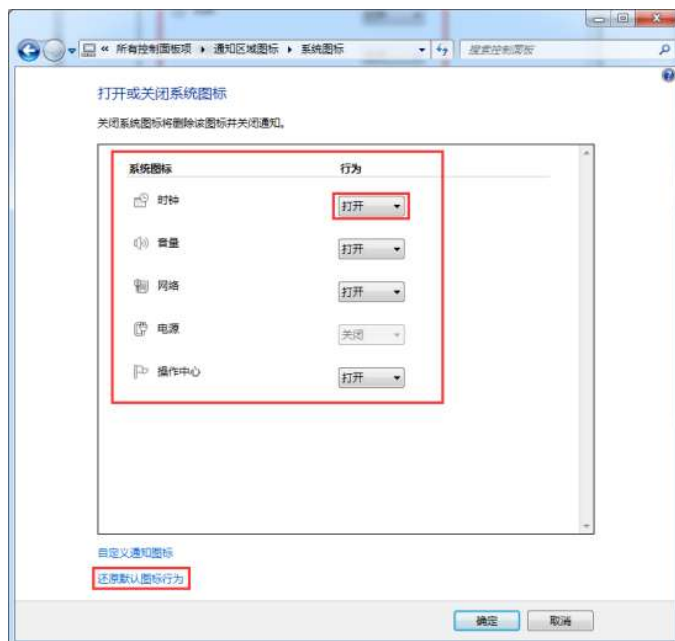 « 所有控制面板项 ▸ 通知区域图标 ▸ 系统图标
搜索控制面板
打开或关闭系统图标
关闭系统图标将删除该图标并关闭通知。
系统图标 行为
时钟 打开
音量 打开
网络 打开
电源 关闭
操作中心 打开
自定义通知图标
还原默认图标行为
确定 取消